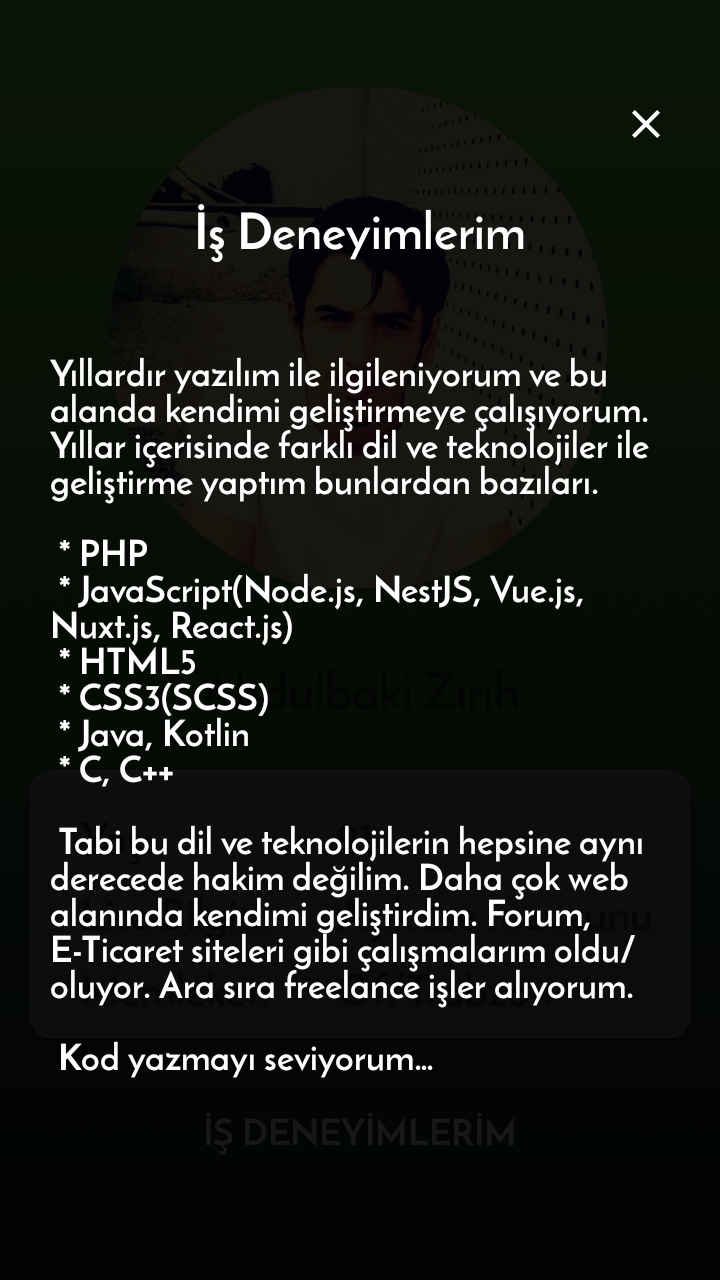 İş Deneyimlerim
Yıllardır yazılım ile ilgileniyorum ve bu
alanda kendimi geliştirmeye çalışıyorum.
Yıllar içerisinde farklı dil ve teknolojiler ile
geliştirme yaptım bunlardan bazıları.
* PHP
* JavaScript(Node.js, NestJS, Vue.js,
Nuxt.js, React.js)
* HTML5
* CSS3(SCSS)
Zırıh
* Java, Kotlin
* C, C++
Tabi bu dil ve teknolojilerin hepsine aynı
derecede hakim değilim. Daha çok web
alanında kendimi geliştirdim. Forum,
E-Ticaret siteleri gibi çalışmalarım oldu/
oluyor. Ara sıra freelance işler alıyorum.
Kod yazmayı seviyorum...
İŞ DENEYİMLERİM